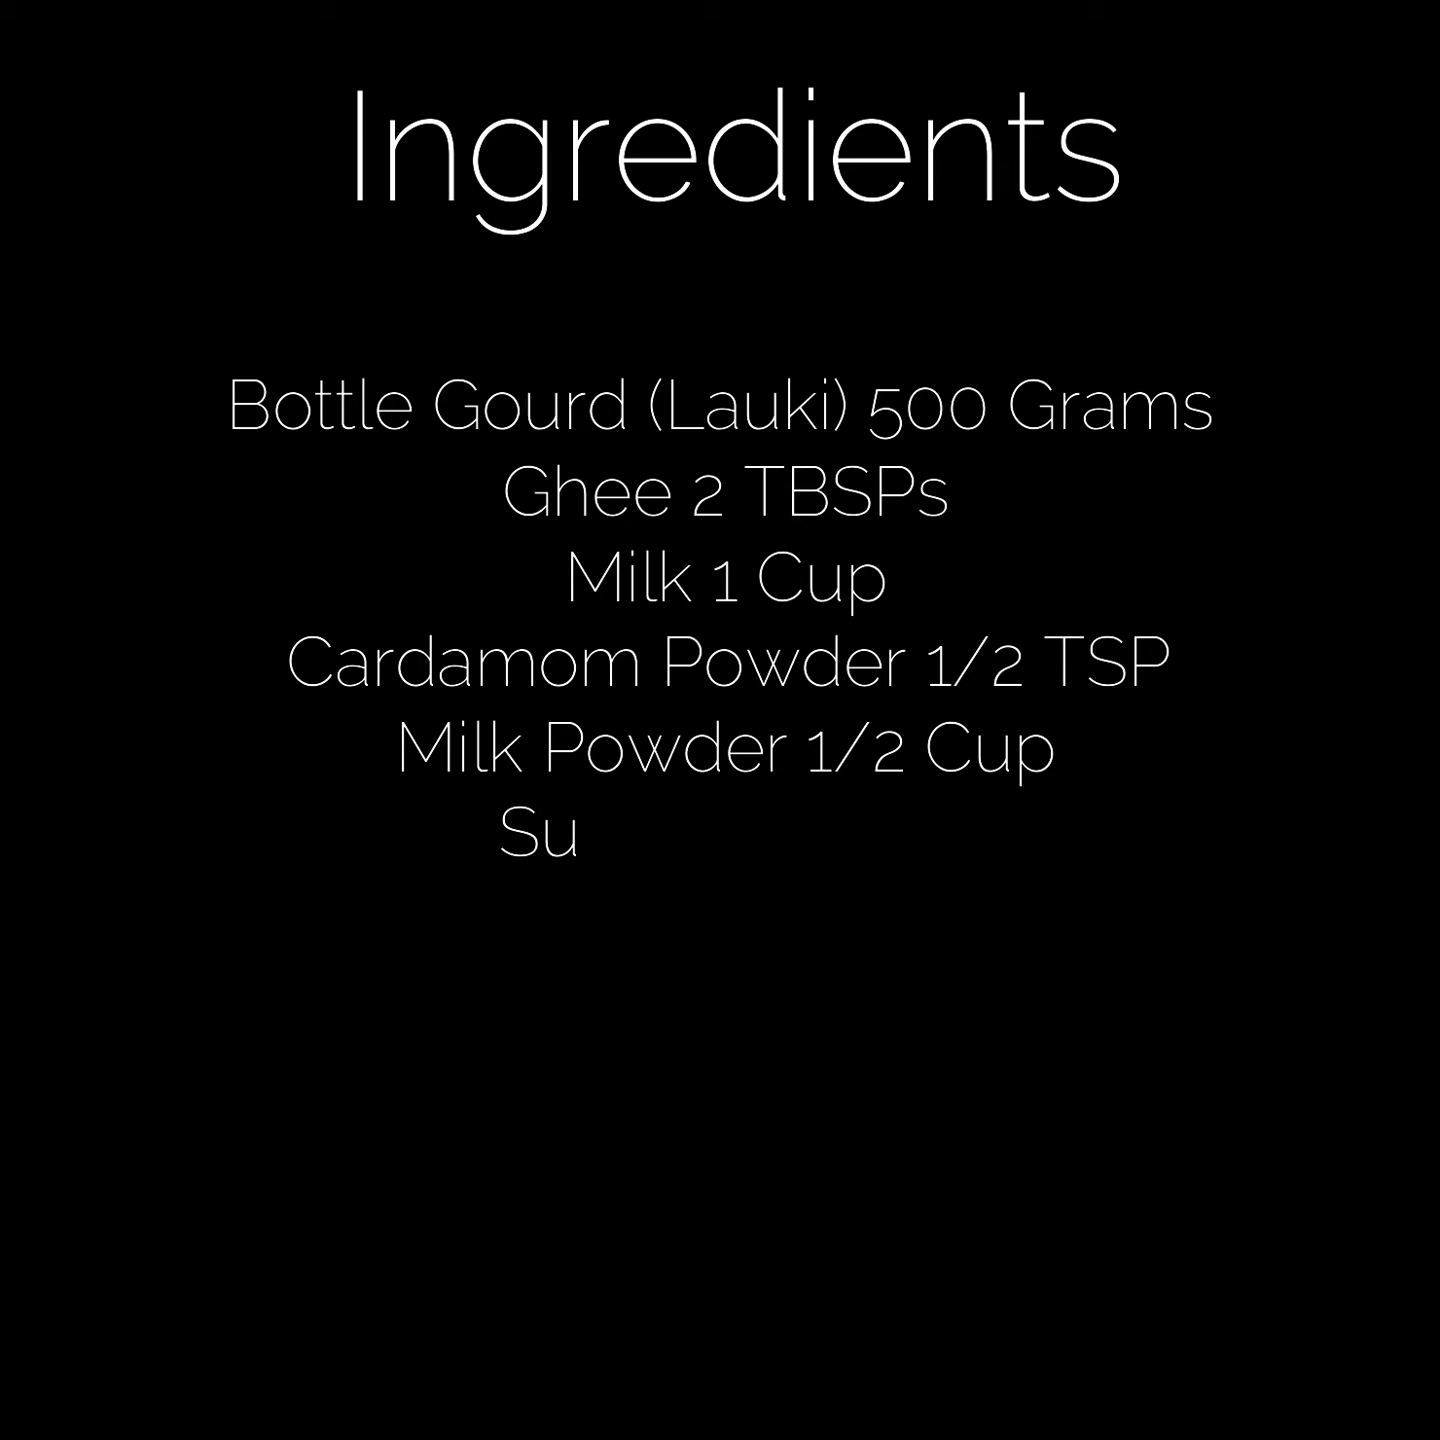 Ingredients
Bottle Gourd (Lauki) 500 Grams
Ghee 2 TBSPs
Milk 1 Cup
Cardamom Powder 1/2 TSP
Milk Powder 1/2 Cup
Su